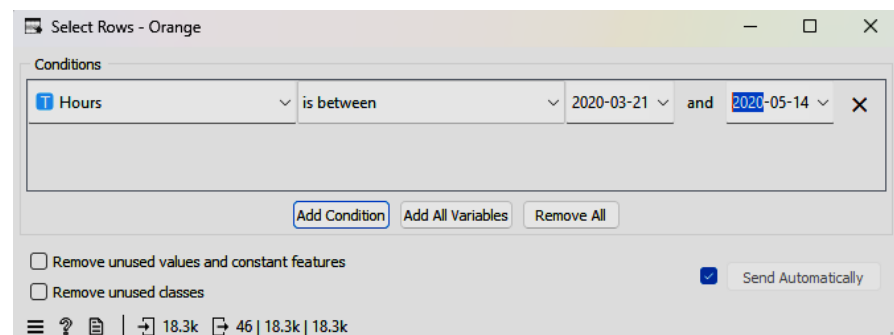 Select Rows - Orange
Conditions
T Hours is between 2020-03-21 and 2020-05-14
Add Condition Add All Variables Remove All
Remove unused values and constant features
Send Automatically
Remove unused classes
? | 18.3k 46 | 18.3k | 18.3k